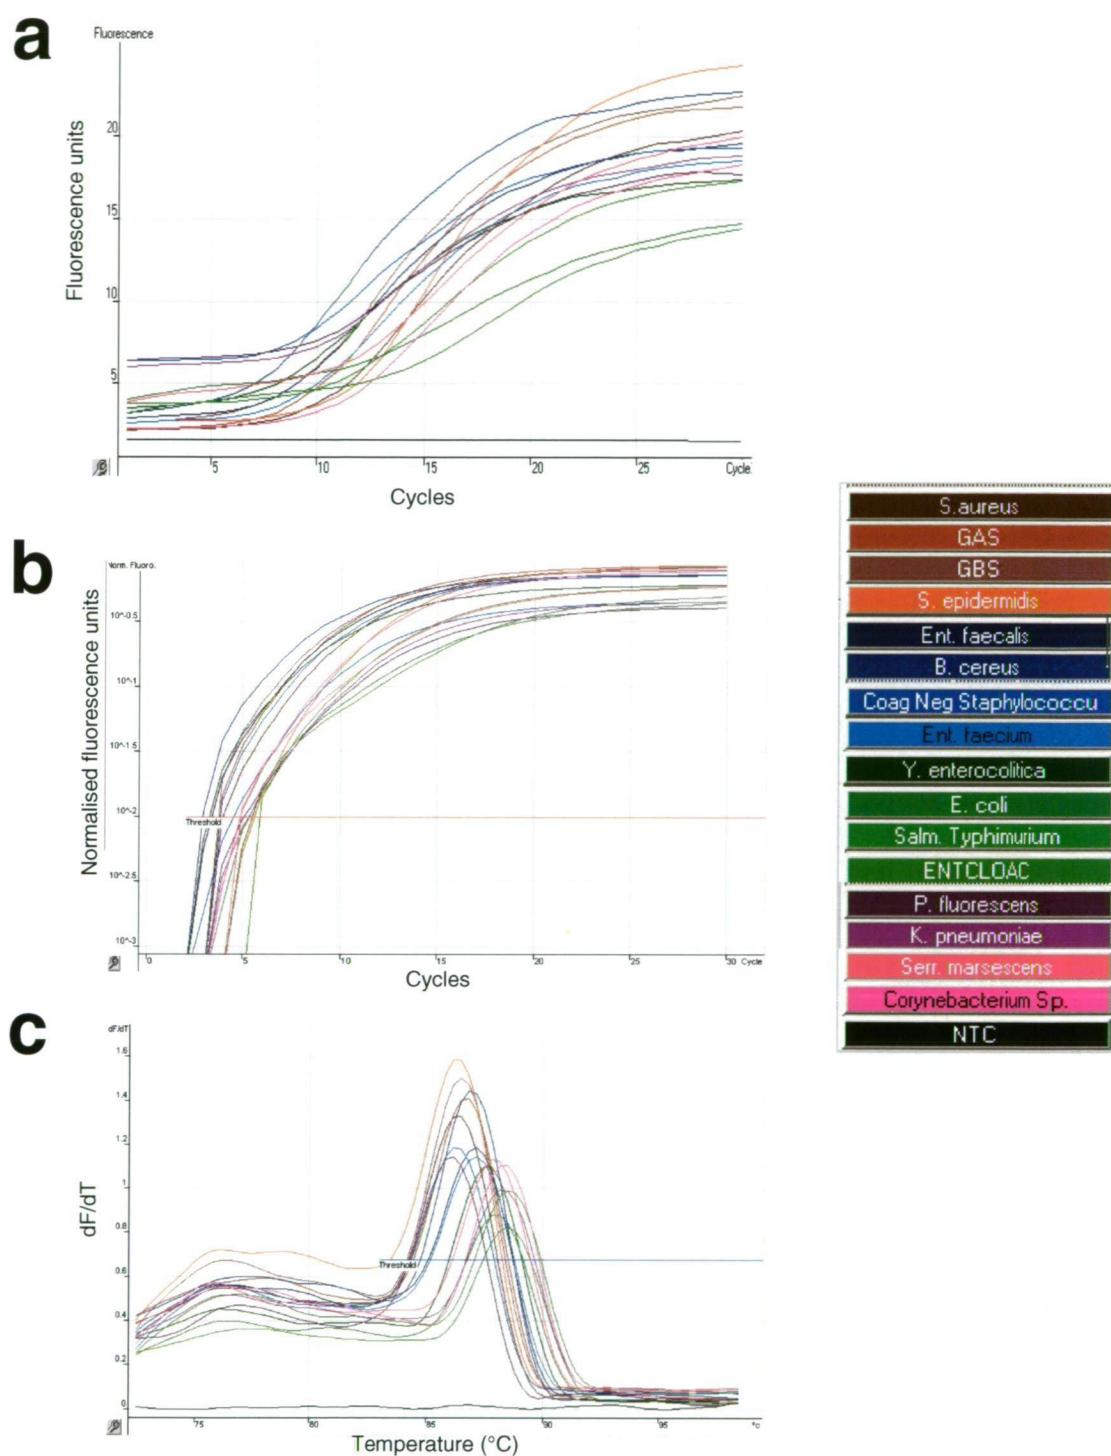 a
Fluorescence
Fluorescence units
20
15
10
5
5
10
15
20
25
Cycle
Cycles
b
Norm. Fluoro.
Normalised fluorescence units
10^-0.5
10^-1
10^-1.5
10^-2
10^-2.5
10^-3
Threshold
0
5
10
15
20
25
30
Cycle
Cycles
c
dF/dT
dF/dT
1.6
1.4
1.2
1
0.8
0.6
0.4
0.2
0
Threshold
75
80
85
90
95
°c
Temperature (°C)
S.aureus
GAS
GBS
S. epidermidis
Ent. faecalis
B. cereus
Coag Neg Staphylococcu
Ent. faecium
Y. enterocolitica
E. coli
Salm. Typhimurium
ENTCLOAC
P. fluorescens
K. pneumoniae
Serr. marsescens
Corynebacterium Sp.
NTC